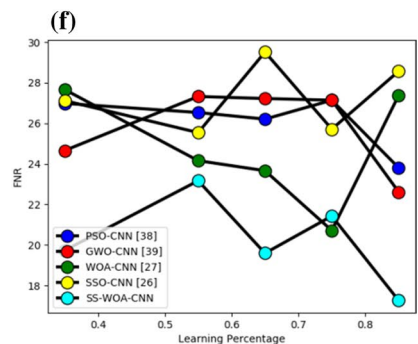 (f)
30
28
26
24
22
20
18
FNR
PSO-CNN [38]
GWO-CNN [39]
WOA-CNN [27]
SSO-CNN [26]
SS-WOA-CNN
0.4 0.5 0.6 0.7 0.8
Learning Percentage